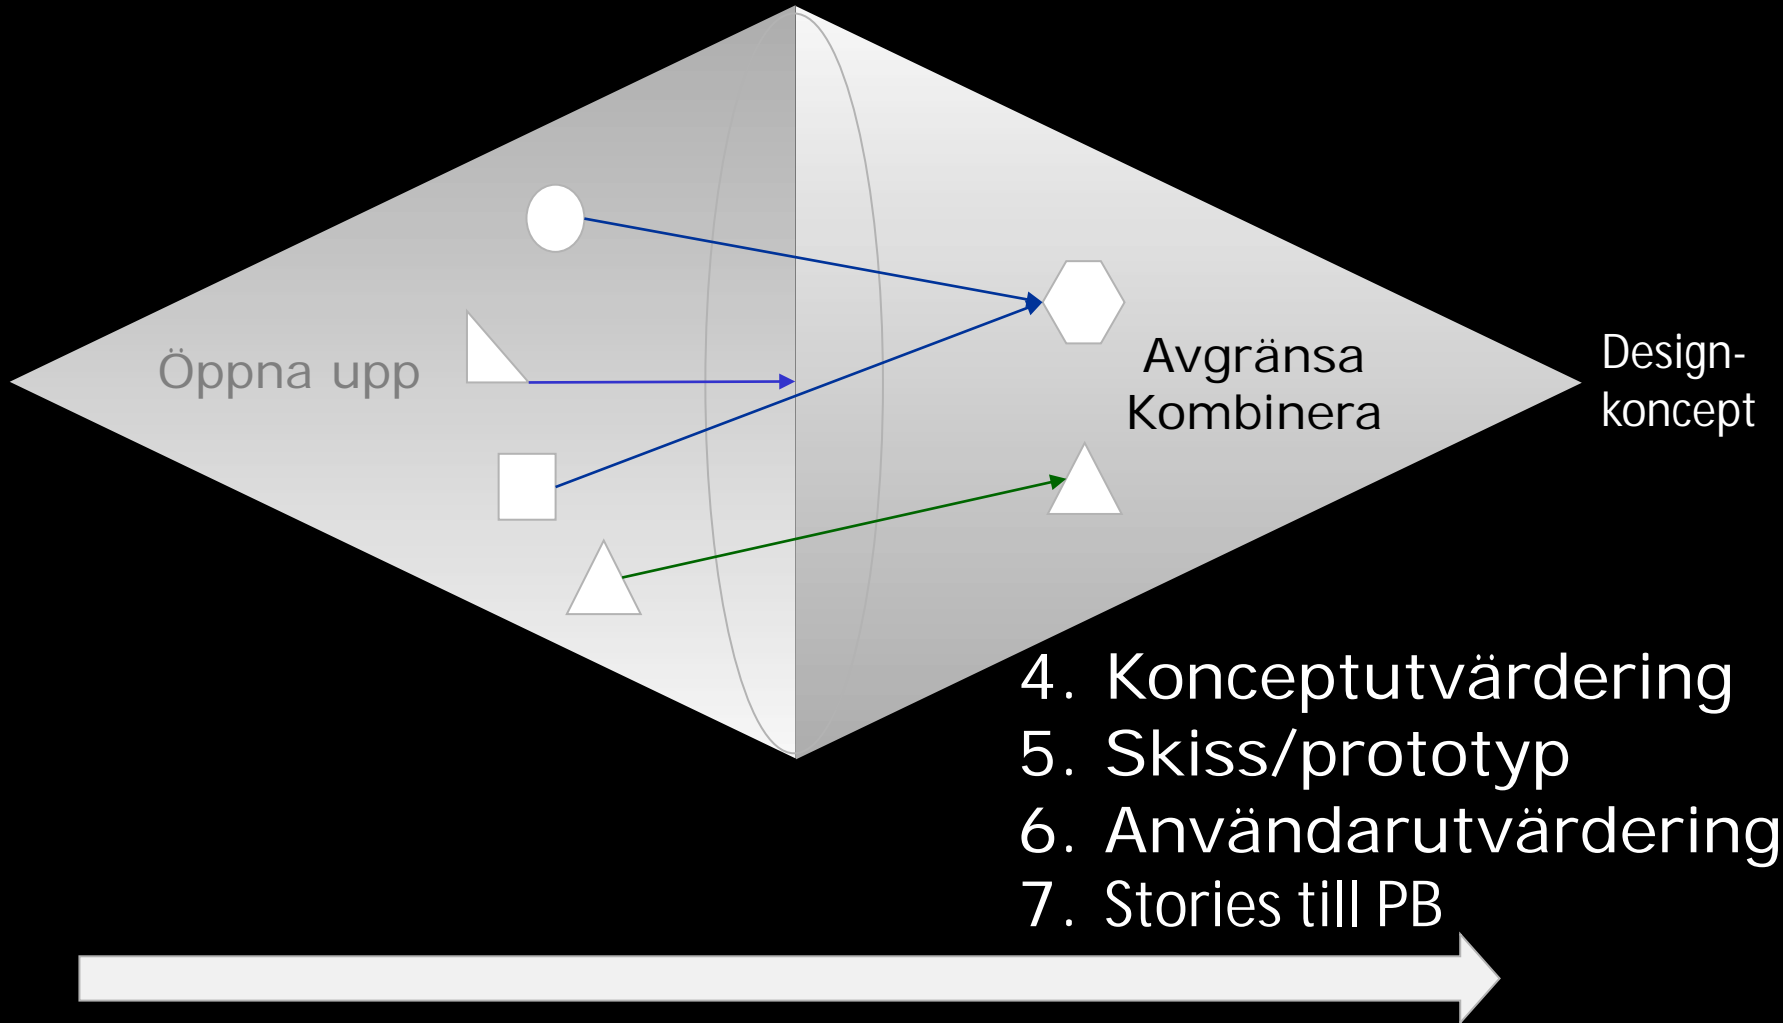 Öppna upp
Avgränsa
Kombinera
Design-
koncept
4. Konceptutvärdering
5. Skiss/prototyp
6. Användarutvärdering
7. Stories till PB